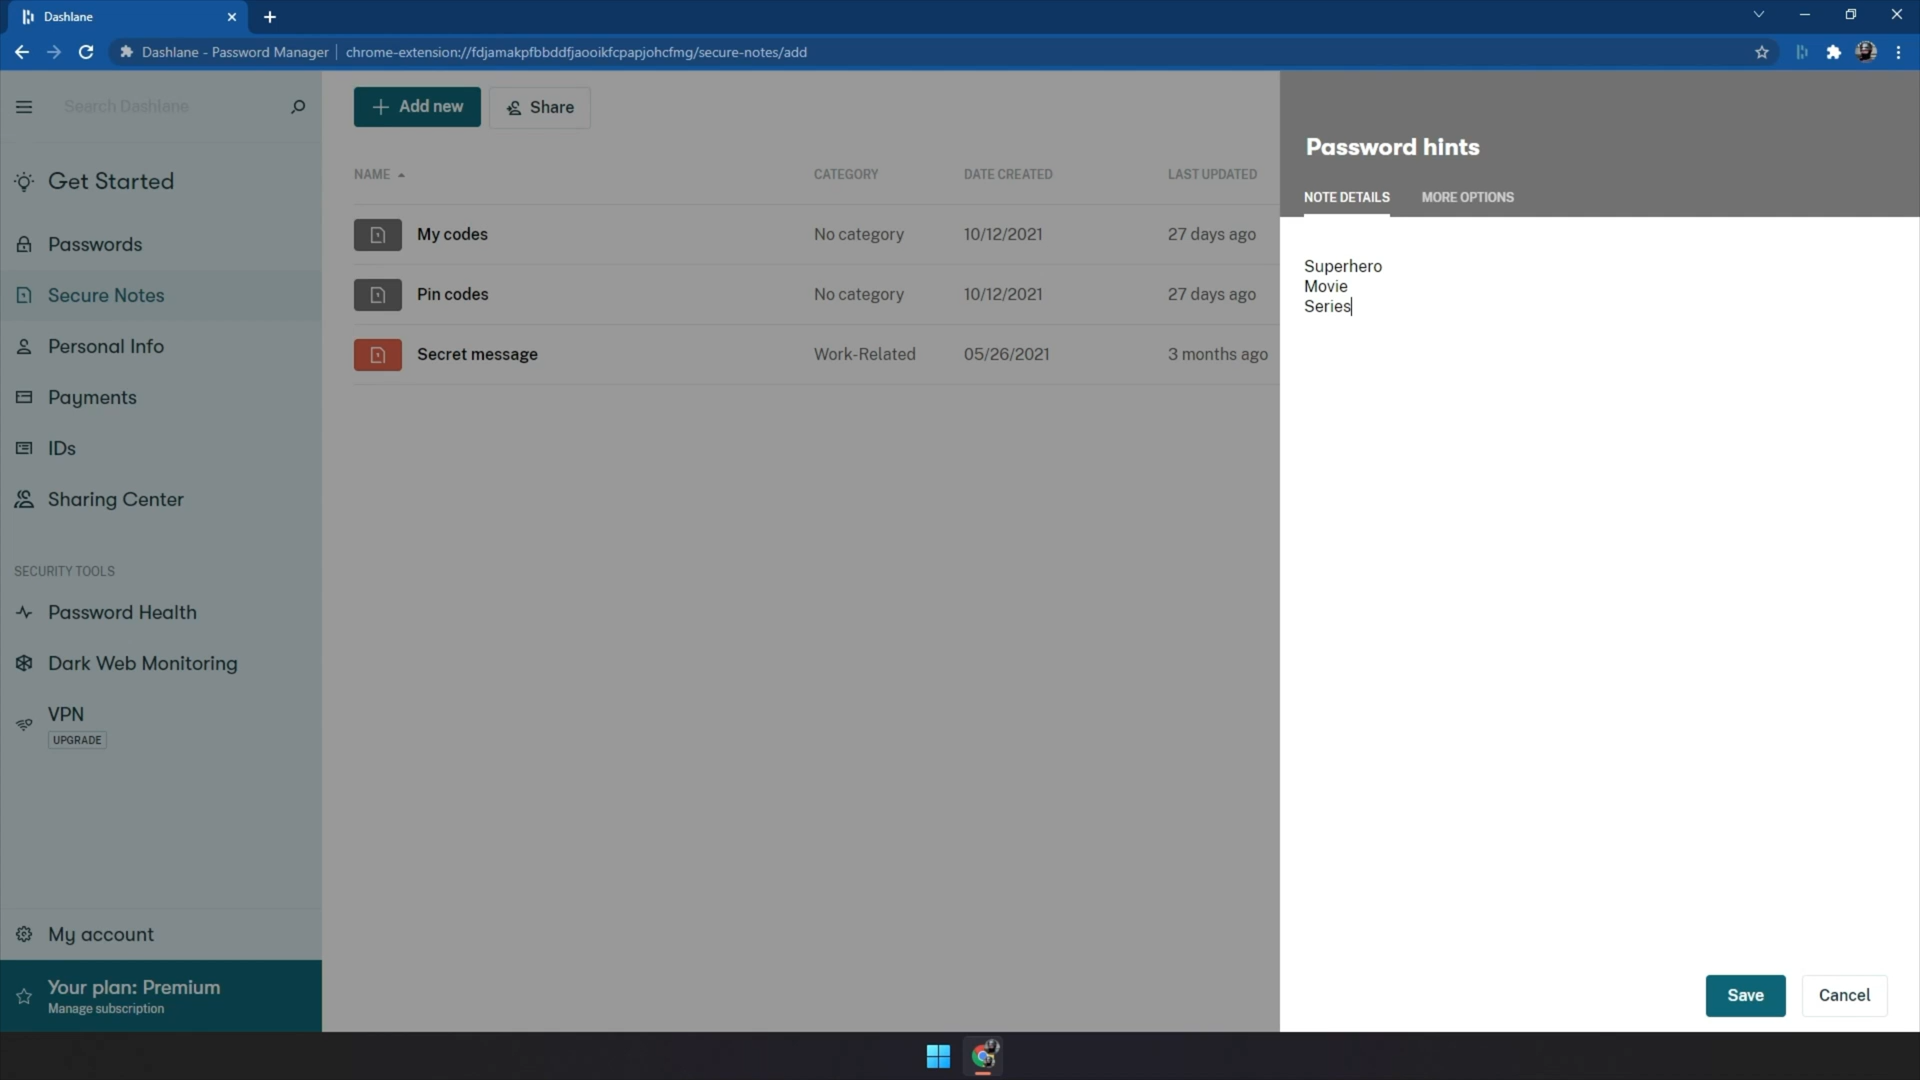 Dashlane
Dashlane - Password Manager
chrome-extension://fdjamakpfbbddfjaooikfcpapjohcfmg/secure-notes/add
Search Dashlane
Get Started
Passwords
Secure Notes
Personal Info
Payments
IDs
Sharing Center
SECURITY TOOLS
Password Health
Dark Web Monitoring
VPN
UPGRADE
My account
Your plan: Premium
Manage subscription
Add new
Share
NAME CATEGORY DATE CREATED LAST UPDATED
My codes No category 10/12/2021 27 days ago
Pin codes No category 10/12/2021 27 days ago
Secret message Work-Related 05/26/2021 3 months ago
Password hints
NOTE DETAILS MORE OPTIONS
Superhero
Movie
Series
Save Cancel